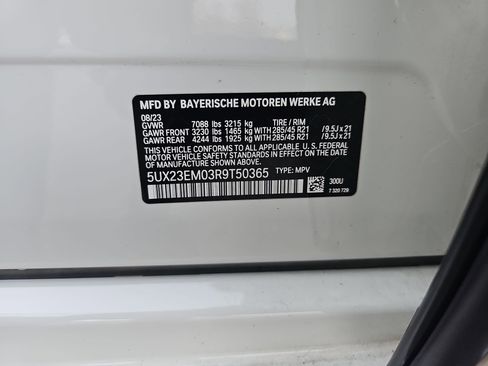 MFD BY BAYERISCHE MOTOREN WERKE AG
08/23
GVWR 7088 lbs 3215 kg TIRE / RIM
GAWR FRONT 3230 lbs 1465 kg WITH 285/45 R21 / 9.5J x 21
GAWR REAR 4244 lbs 1925 kg WITH 285/45 R21 / 9.5J x 21
THIS VEHICLE CONFORMS TO ALL APPLICABLE U.S. FEDERAL
MOTOR VEHICLE SAFETY STANDARDS IN EFFECT ON THE DATE OF
MANUFACTURE SHOWN ABOVE.
5UX23EM03R9T50365 TYPE: MPV
300U
7 320 729